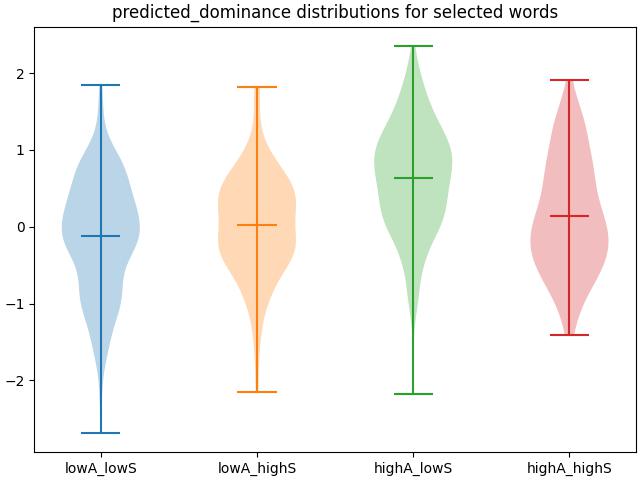 predicted_dominance distributions for selected words
2
1
0
−1
−2
lowA_lowS
lowA_highS
highA_lowS
highA_highS